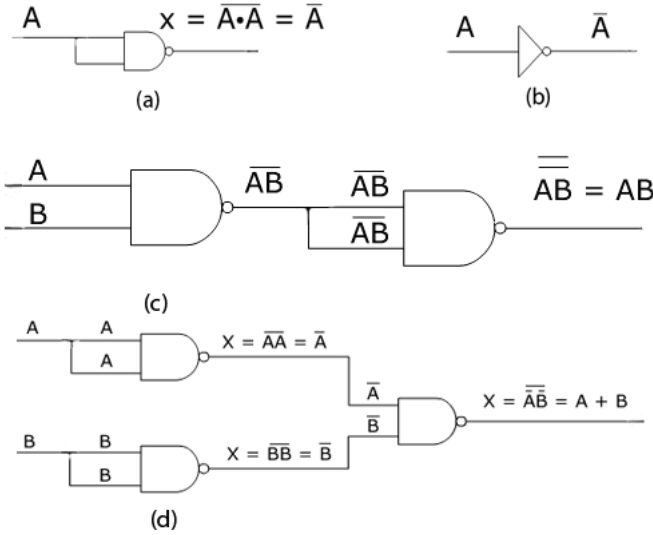 A x = A̅•̅A̅ = A̅
(a)
A A̅
(b)
A
B
A̅B̅ A̅B̅
A̅B̅
A̿̅B̿̅ = AB
(c)
A A
A
X = A̅A̅ = A̅
A̅
B̅
X = A̿B̿ = A + B
B B
B
X = B̅B̅ = B̅
(d)